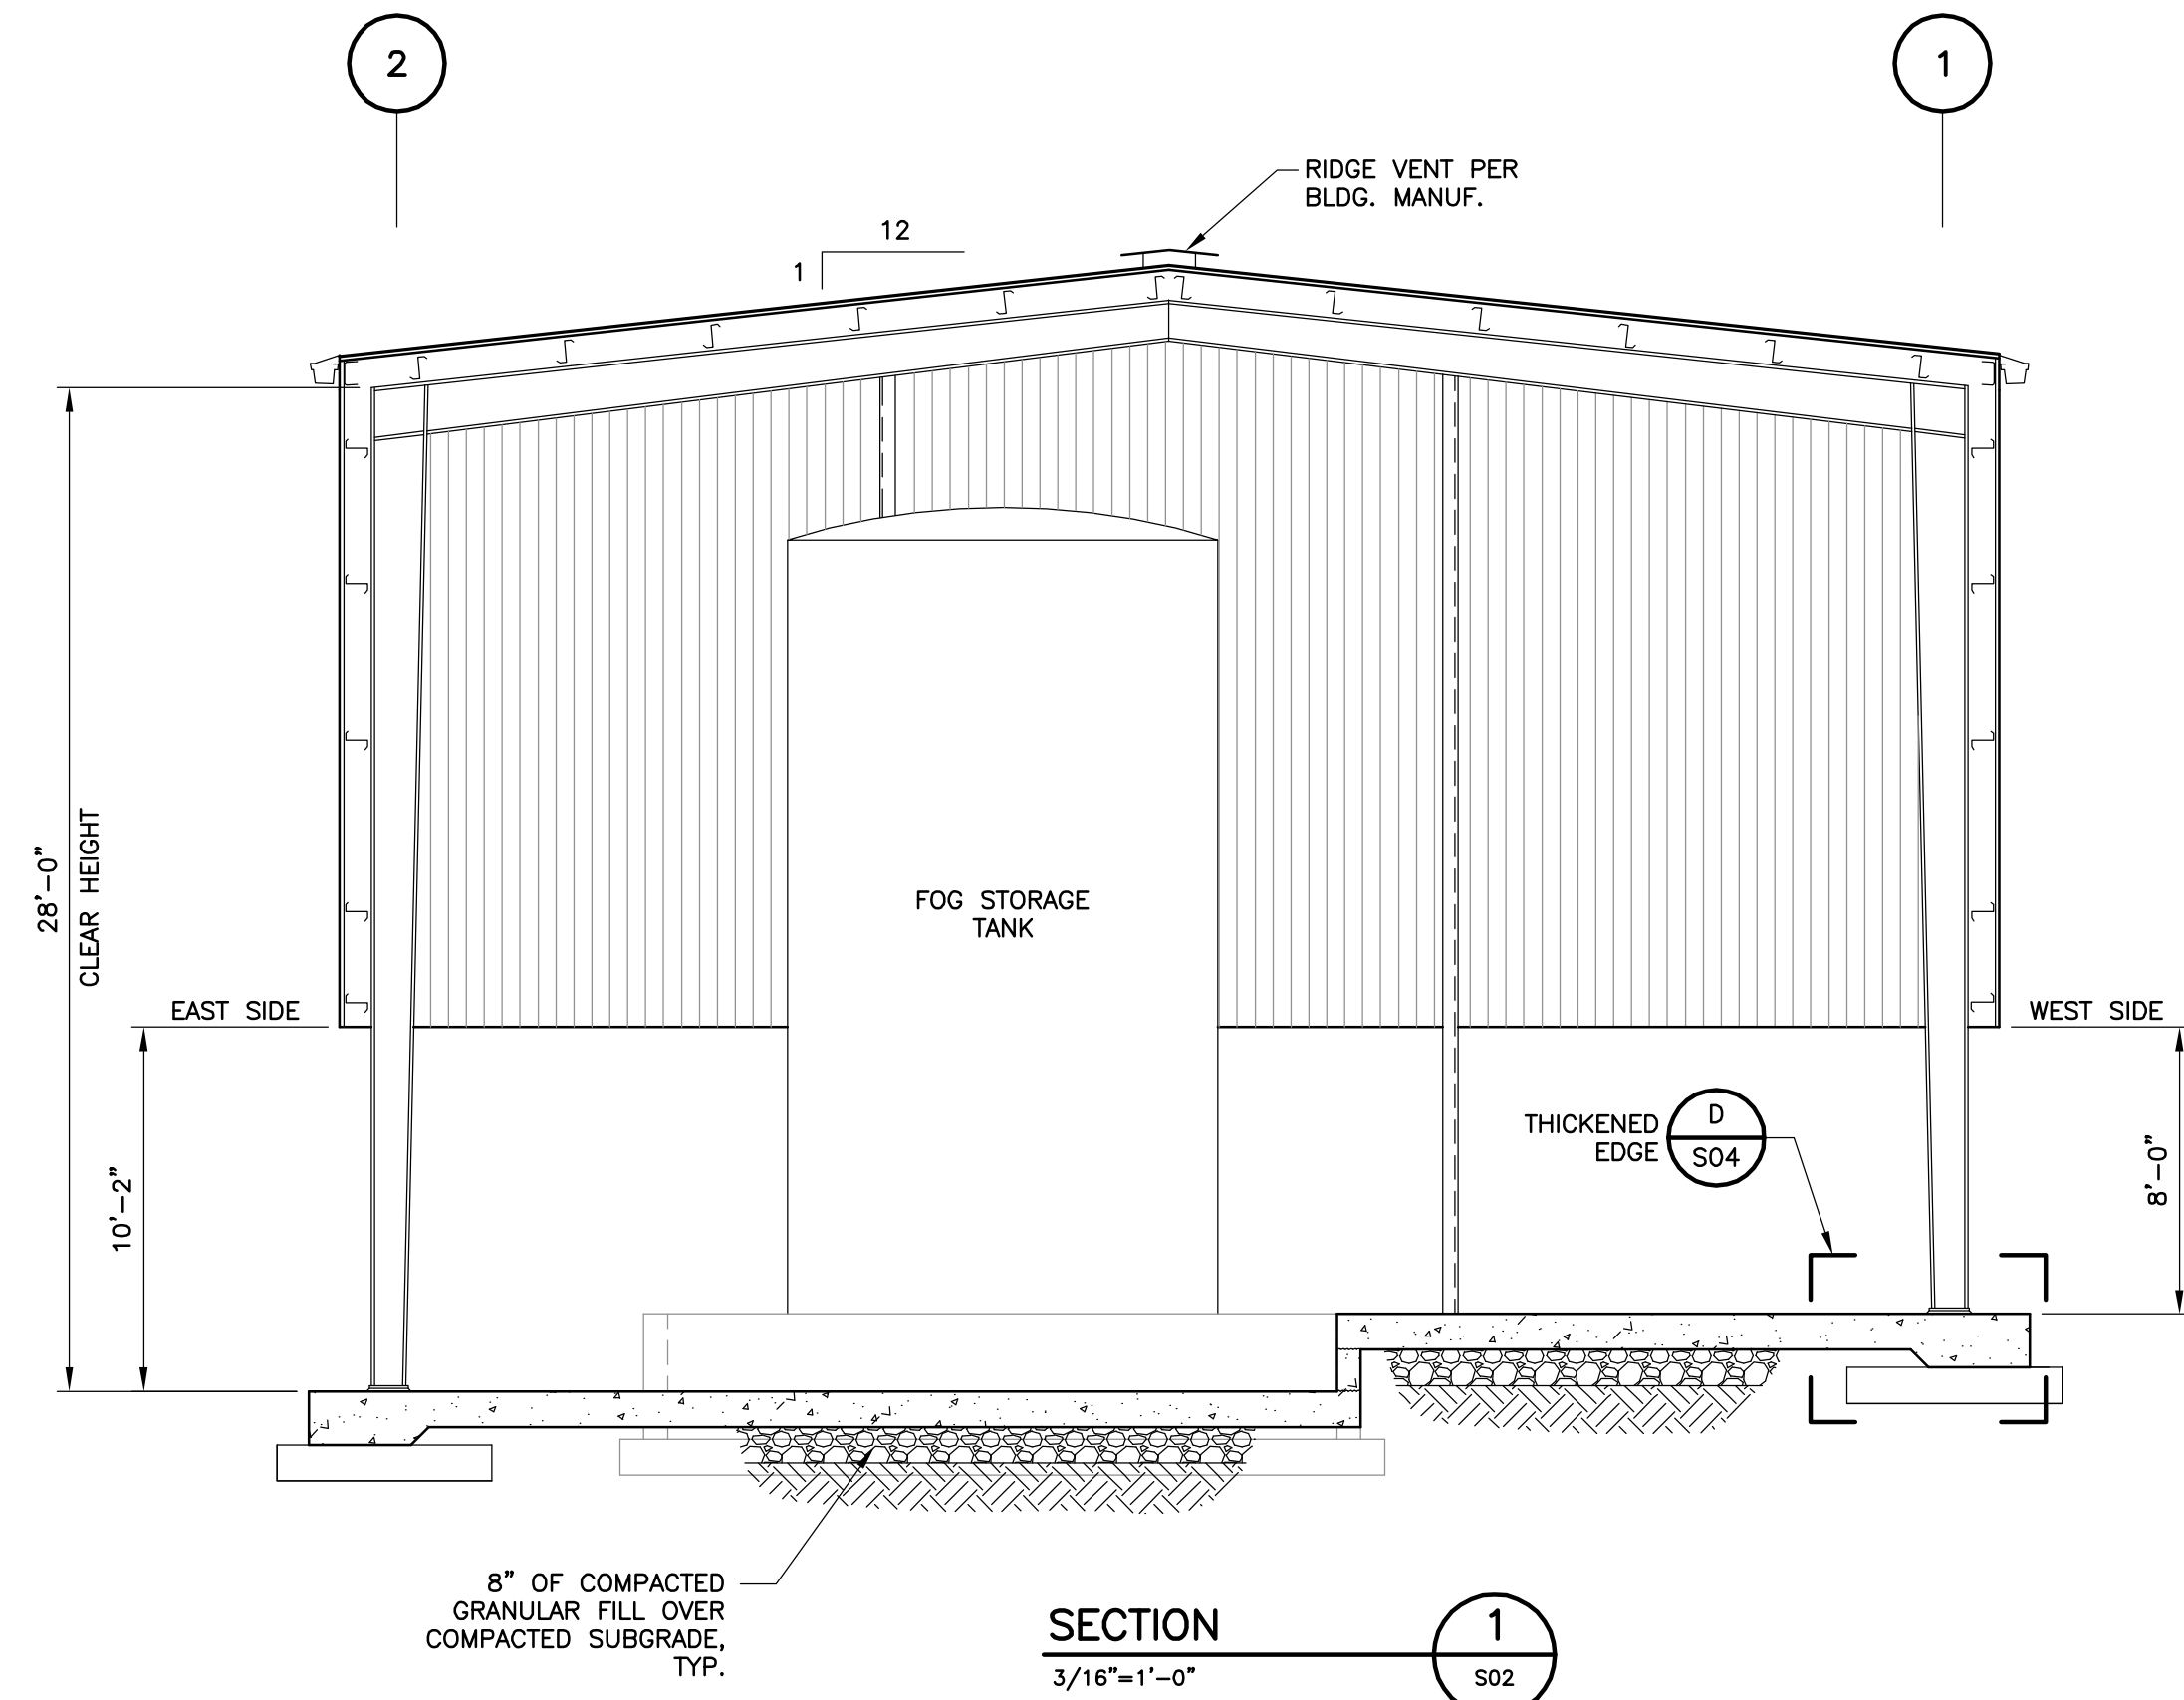 2
1
RIDGE VENT PER
BLDG. MANUF.
12
1
28'-0"
CLEAR HEIGHT
FOG STORAGE
TANK
EAST SIDE
WEST SIDE
10'-2"
THICKENED
EDGE
D
S04
8'-0"
8" OF COMPACTED
GRANULAR FILL OVER
COMPACTED SUBGRADE,
TYP.
SECTION
3/16"=1'-0"
1
S02